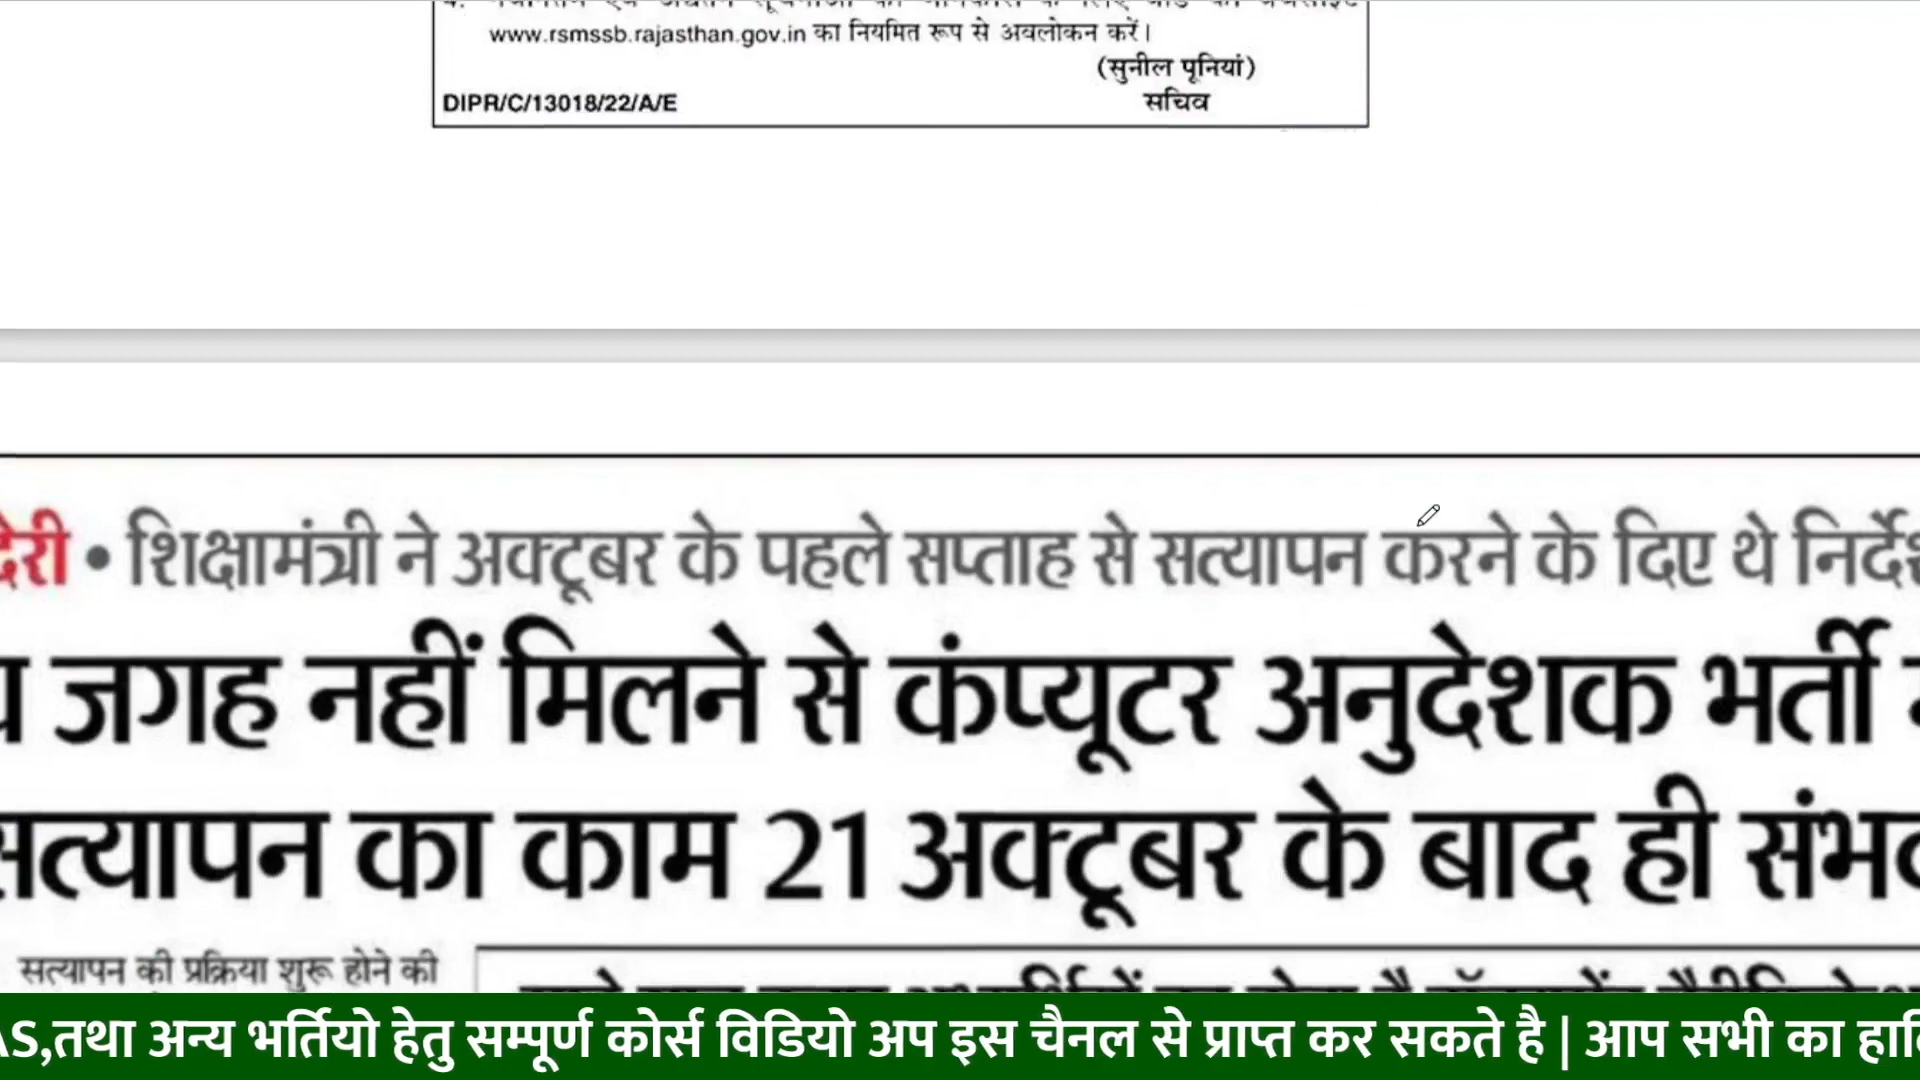 www.rsmssb.rajasthan.gov.in का नियमित रूप से अवलोकन करें।
(सुनील पूनियां)
DIPR/C/13018/22/A/E सचिव
देरी • शिक्षामंत्री ने अक्टूबर के पहले सप्ताह से सत्यापन करने के दिए थे
जगह नहीं मिलने से कंप्यूटर अनुदेशक भर्ती
सत्यापन का काम 21 अक्टूबर के बाद ही
सत्यापन की प्रक्रिया शुरू होने की
AS,तथा अन्य भर्तियो हेतु सम्पूर्ण कोर्स विडियो अप इस चैनल से प्राप्त कर सकते है | आप सभी का